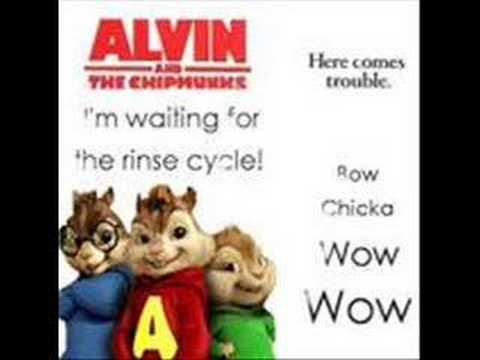 ALVIN
AND
THE CHIPMUNKS
I'm waiting for
the rinse cycle!
Here comes
trouble.
Bow
Chicka
Wow
Wow
A